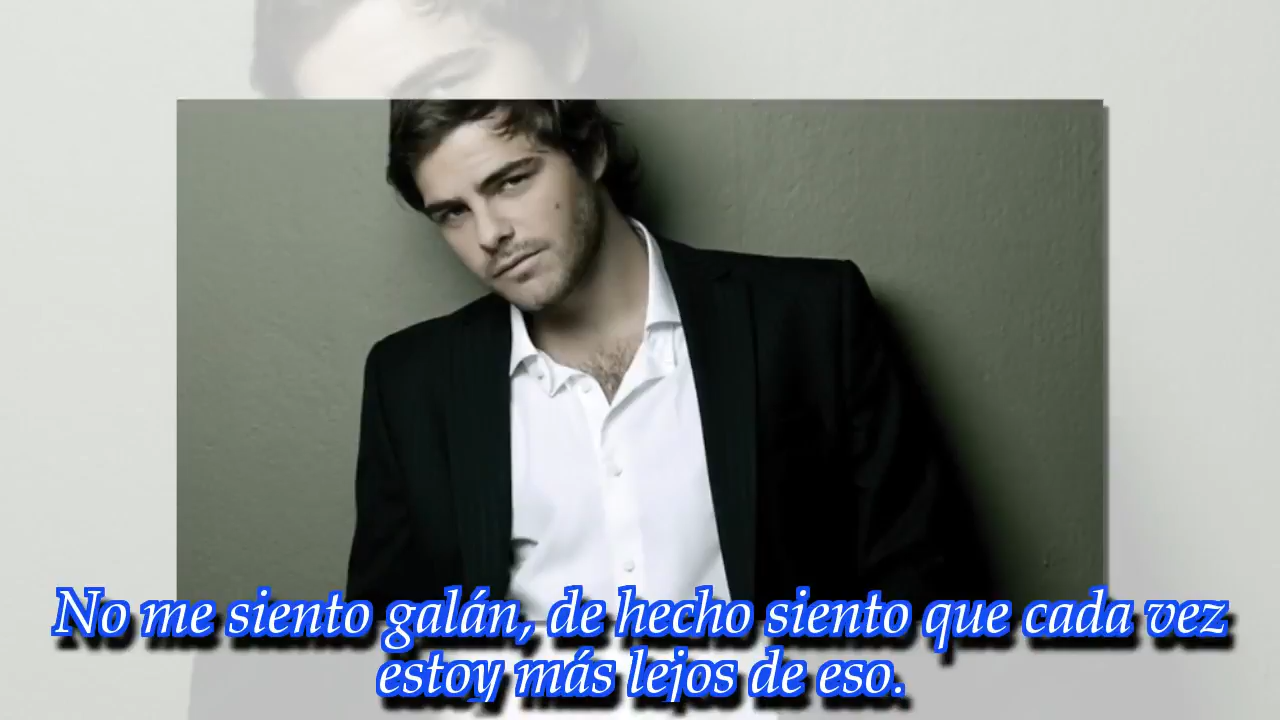 No me siento galán, de hecho siento que cada vez
estoy más lejos de eso.